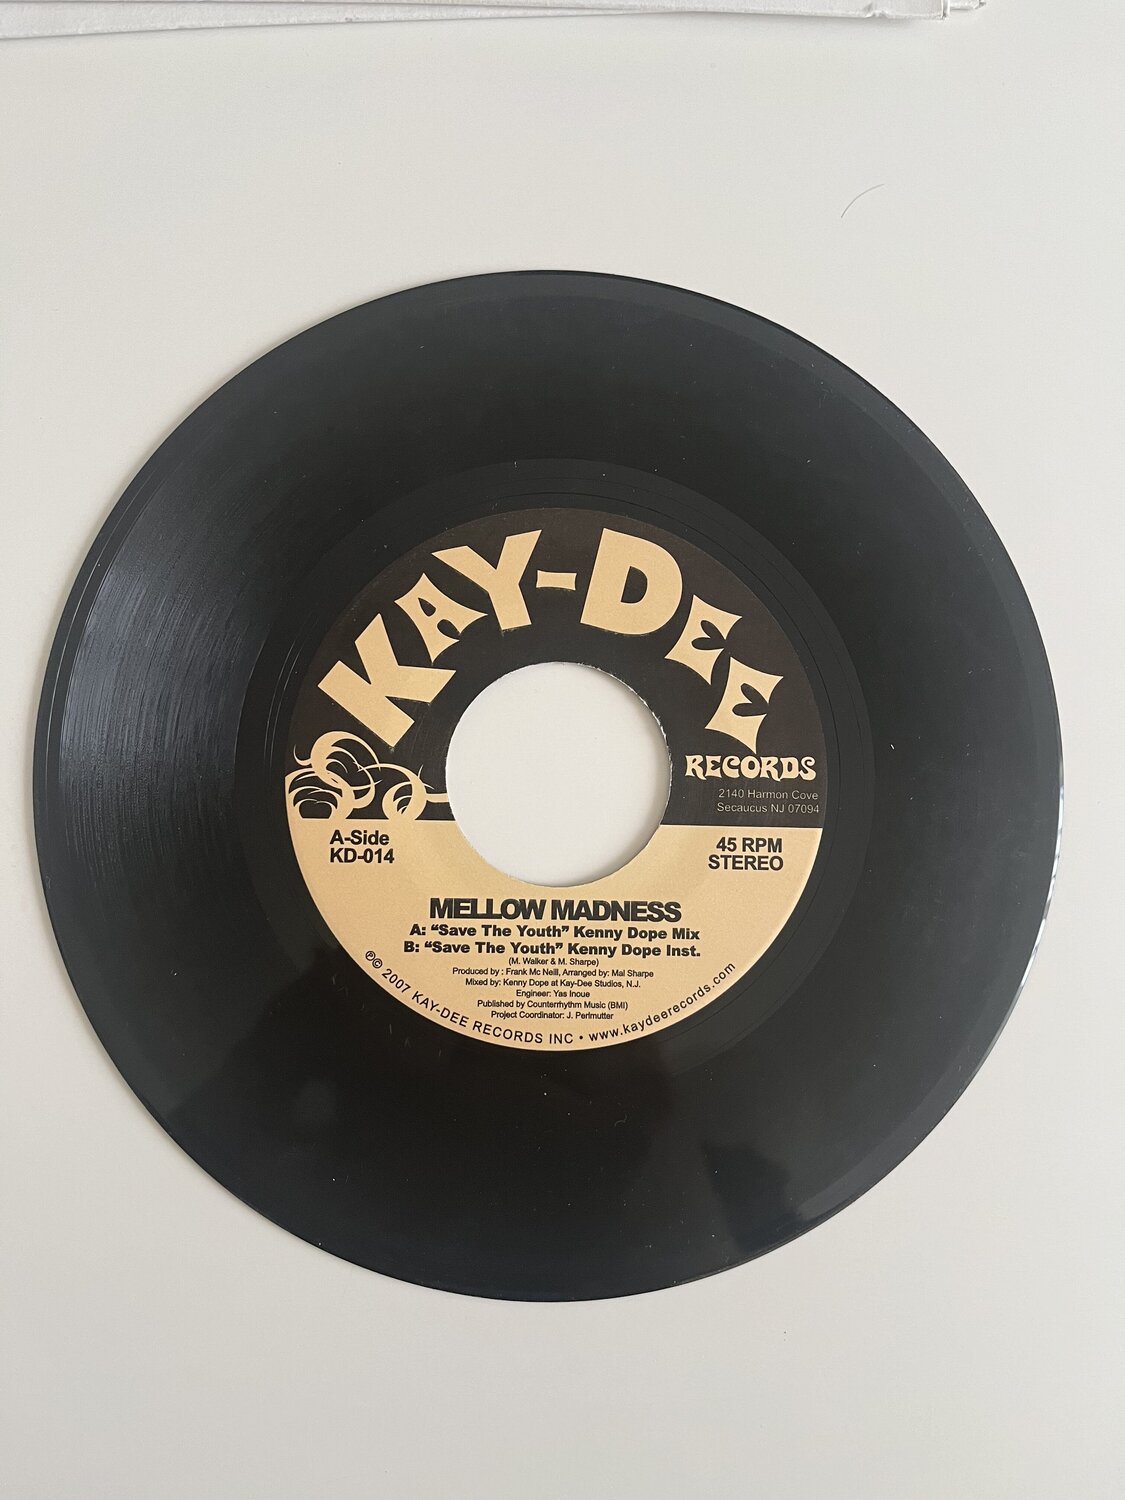 KAY-DEE
RECORDS
2140 Harmon Cove
Secaucus NJ 07094
A-Side
KD-014
45 RPM
STEREO
MELLOW MADNESS
A: “Save The Youth” Kenny Dope Mix
B: “Save The Youth” Kenny Dope Inst.
(M. Walker & M. Sharpe)
Produced by : Frank Mc Neill, Arranged by: Mal Sharpe
Mixed by: Kenny Dope at Kay-Dee Studios, N.J.
Engineer: Yas Inoue
Published by Counterrhythm Music (BMI)
Project Coordinator: J. Perlmutter
℗© 2007 KAY-DEE RECORDS INC • www.kaydeerecords.com